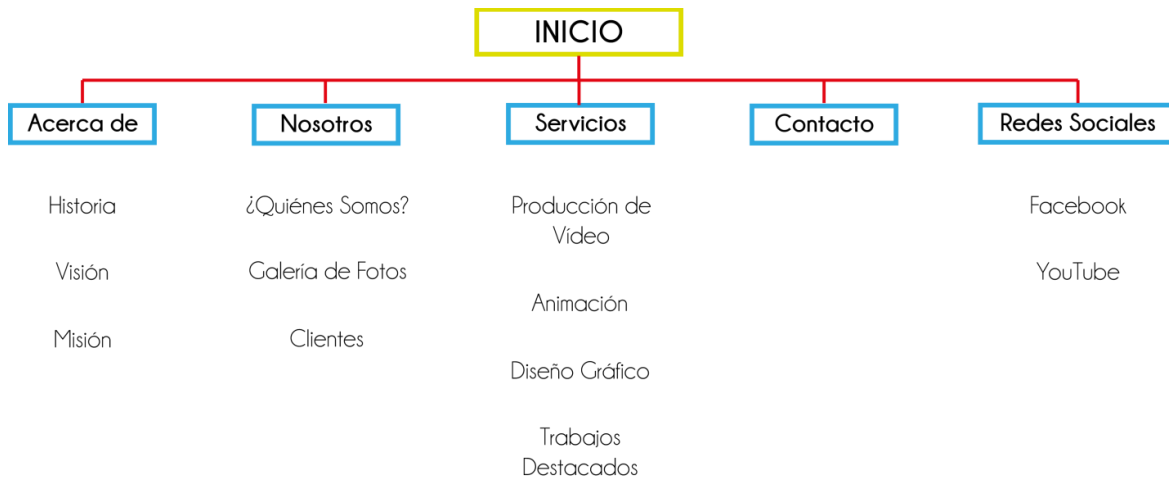 INICIO
Acerca de
Nosotros
Servicios
Contacto
Redes Sociales
Historia
Visión
Misión
¿Quiénes Somos?
Galería de Fotos
Clientes
Producción de
Vídeo
Animación
Diseño Gráfico
Trabajos
Destacados
Facebook
YouTube